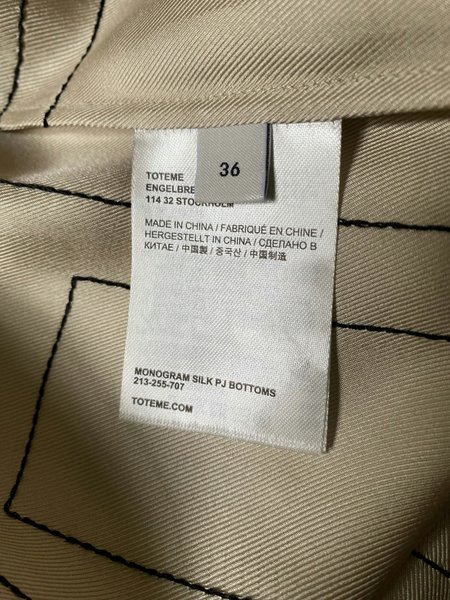 36
TOTEME
ENGELBRE
114 32 STOCKHOLM
MADE IN CHINA / FABRIQUÉ EN CHINE /
HERGESTELLT IN CHINA / СДЕЛАНО В
КИТАЕ / 中国製 / 중국산 / 中国制造
MONOGRAM SILK PJ BOTTOMS
213-255-707
TOTEME.COM